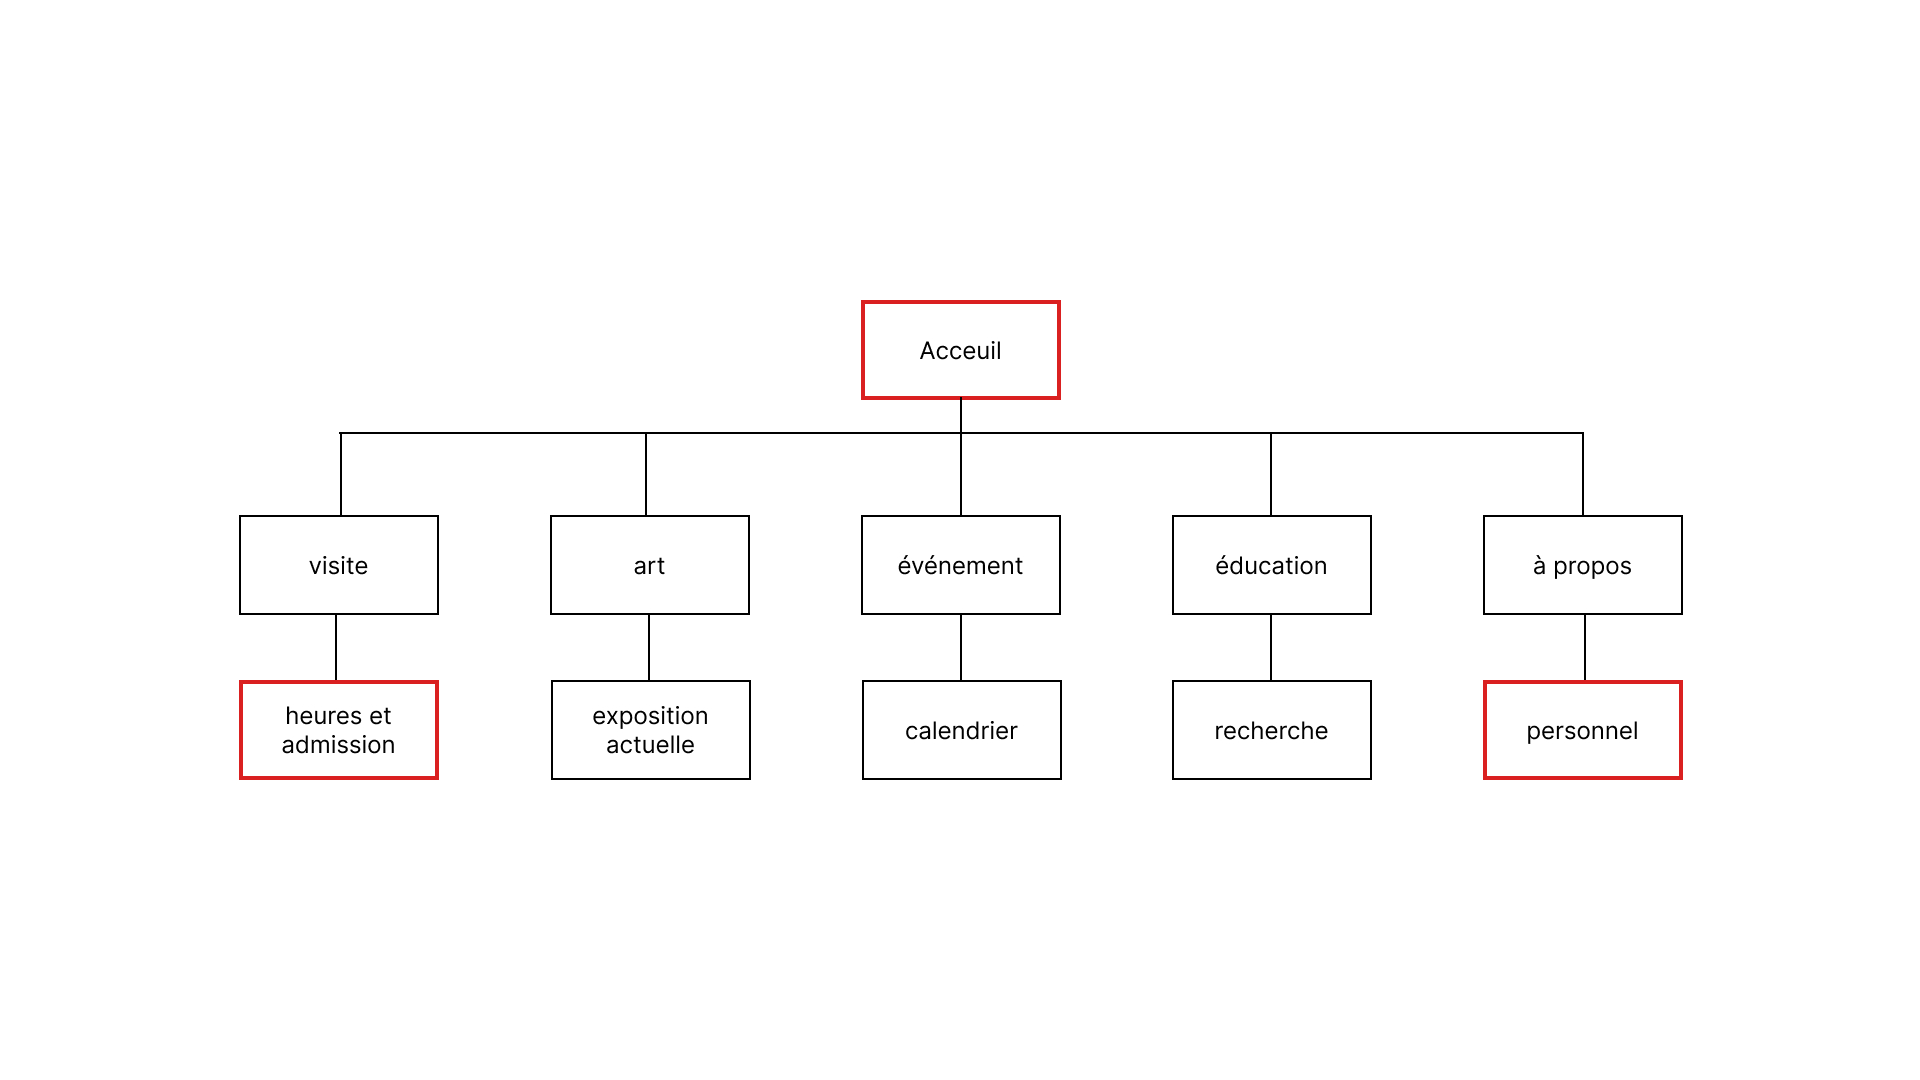 Acceuil
visite
art
événement
éducation
à propos
heures et
admission
exposition
actuelle
calendrier
recherche
personnel